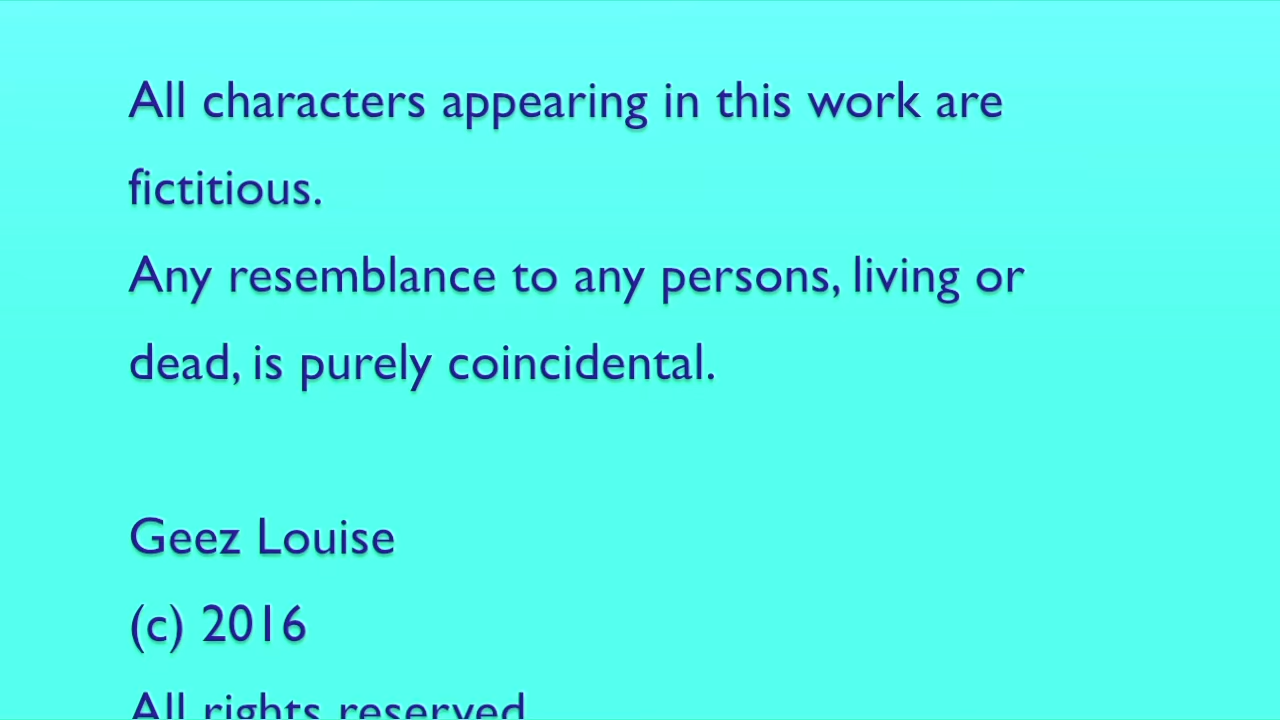 All characters appearing in this work are
fictitious.
Any resemblance to any persons, living or
dead, is purely coincidental.
Geez Louise
(c) 2016
All rights reserved